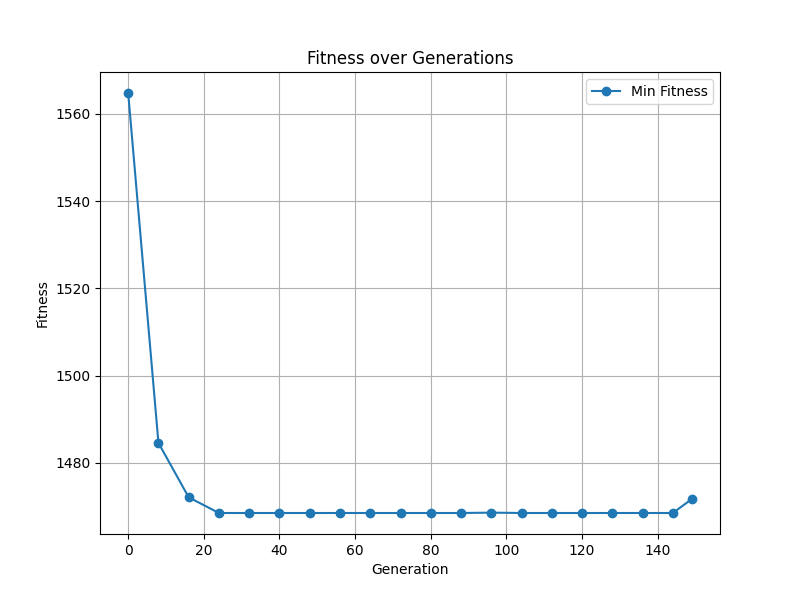 Fitness over Generations
Min Fitness
1560
1540
1520
1500
1480
Fitness
0 20 40 60 80 100 120 140
Generation